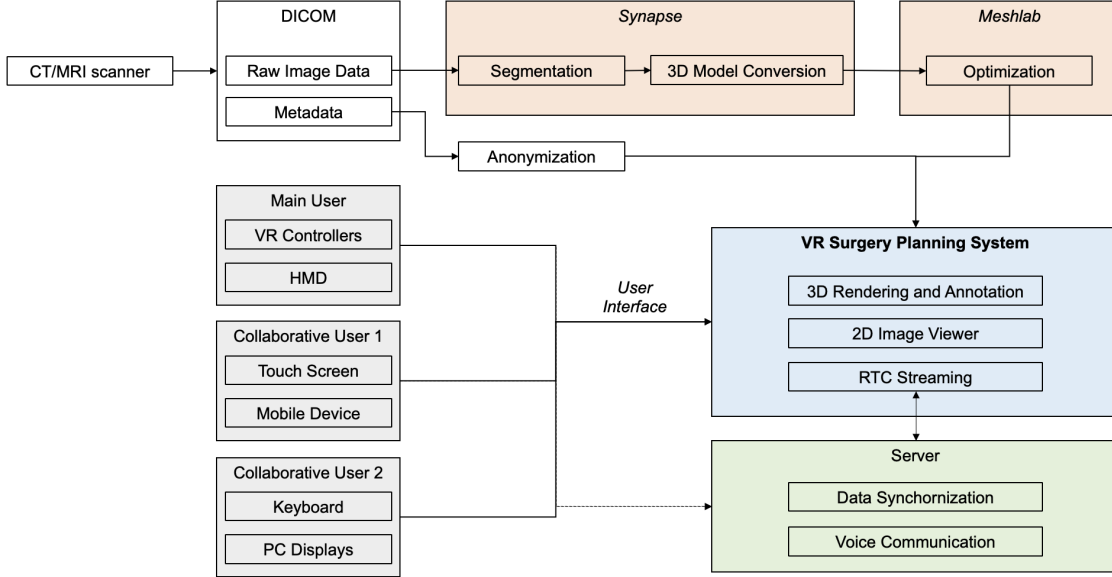 DICOM
Synapse
Meshlab
CT/MRI scanner
Raw Image Data
Segmentation
3D Model Conversion
Optimization
Metadata
Anonymization
Main User
VR Controllers
HMD
Collaborative User 1
Touch Screen
Mobile Device
Collaborative User 2
Keyboard
PC Displays
User
Interface
VR Surgery Planning System
3D Rendering and Annotation
2D Image Viewer
RTC Streaming
Server
Data Synchornization
Voice Communication